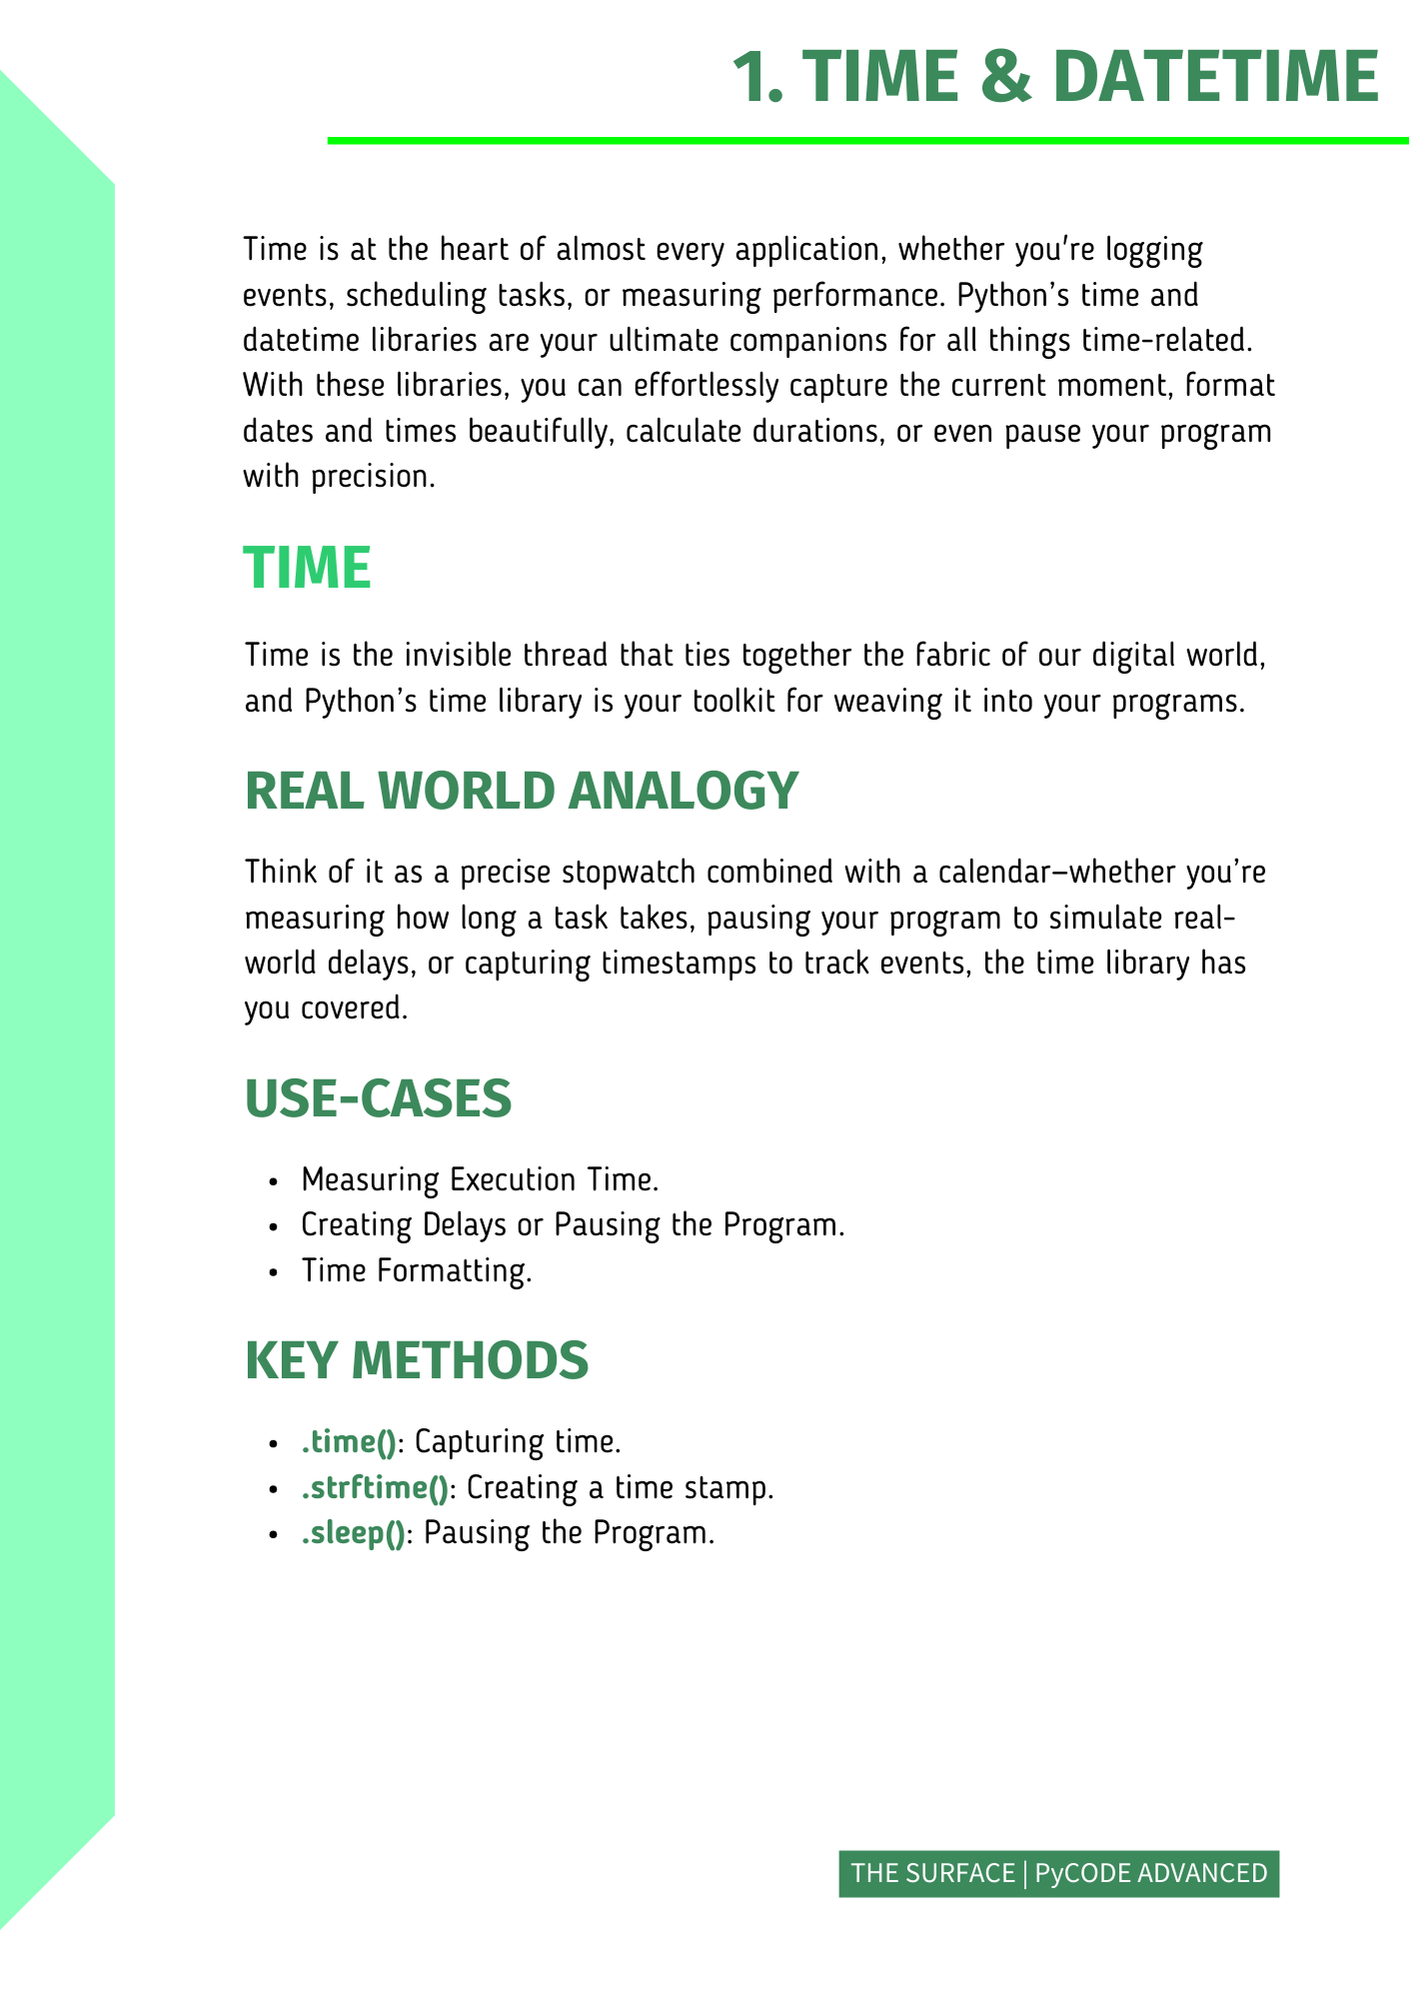 1. TIME & DATETIME
Time is at the heart of almost every application, whether you're logging
events, scheduling tasks, or measuring performance. Python’s time and
datetime libraries are your ultimate companions for all things time-related.
With these libraries, you can effortlessly capture the current moment, format
dates and times beautifully, calculate durations, or even pause your program
with precision.
TIME
Time is the invisible thread that ties together the fabric of our digital world,
and Python’s time library is your toolkit for weaving it into your programs.
REAL WORLD ANALOGY
Think of it as a precise stopwatch combined with a calendar—whether you’re
measuring how long a task takes, pausing your program to simulate real-
world delays, or capturing timestamps to track events, the time library has
you covered.
USE-CASES
• Measuring Execution Time.
• Creating Delays or Pausing the Program.
• Time Formatting.
KEY METHODS
• .time(): Capturing time.
• .strftime(): Creating a time stamp.
• .sleep(): Pausing the Program.
THE SURFACE | PyCODE ADVANCED